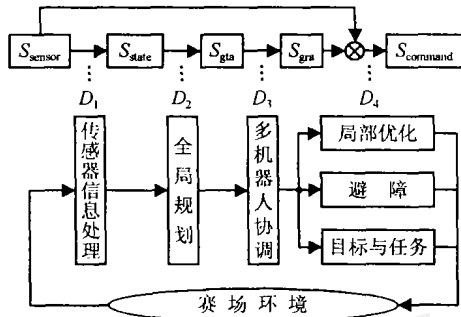 S_sensor S_state S_gta S_gra ⊗ S_command
D_1 D_2 D_3 D_4
传感器信息处理
全局规划
多机器人协调
局部优化
避 障
目标与任务
赛 场 环 境